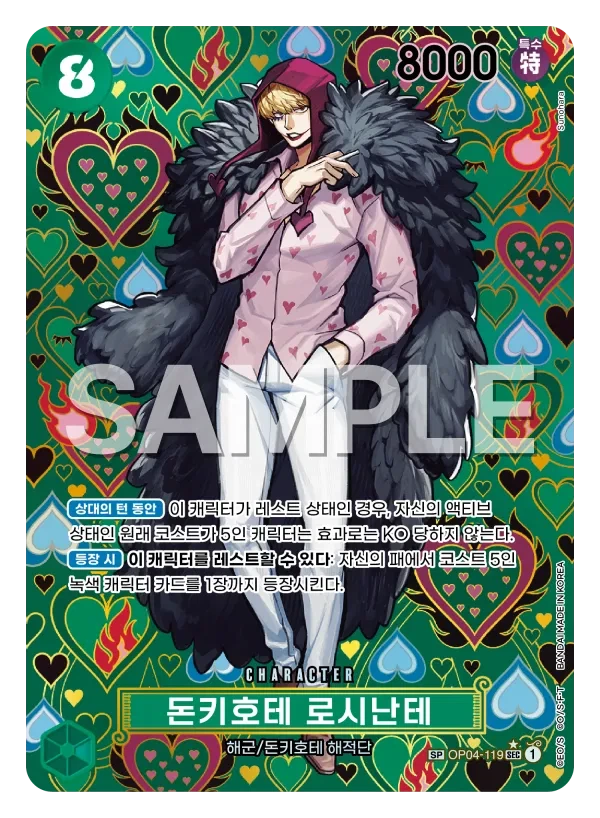 8
8000
특수
特
Sunohara
SAMPLE
상대의 턴 동안 이 캐릭터가 레스트 상태인 경우, 자신의 액티브
상태인 원래 코스트가 5인 캐릭터는 효과로는 KO 당하지 않는다.
등장 시 이 캐릭터를 레스트할 수 있다: 자신의 패에서 코스트 5인
녹색 캐릭터 카드를 1장까지 등장시킨다.
CHARACTER
돈키호테 로시난테
해군/돈키호테 해적단
SP OP04-119 SEC 1
©E.O/S. ©E.O/S.,F.T BANDAI MADE IN KOREA